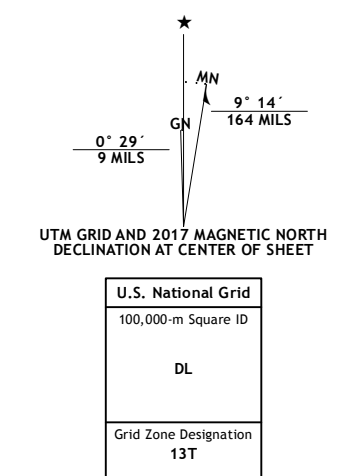 ★
MN
9° 14´
164 MILS
GN
0° 29´
9 MILS
UTM GRID AND 2017 MAGNETIC NORTH
DECLINATION AT CENTER OF SHEET
U.S. National Grid
100,000-m Square ID
DL
Grid Zone Designation
13T